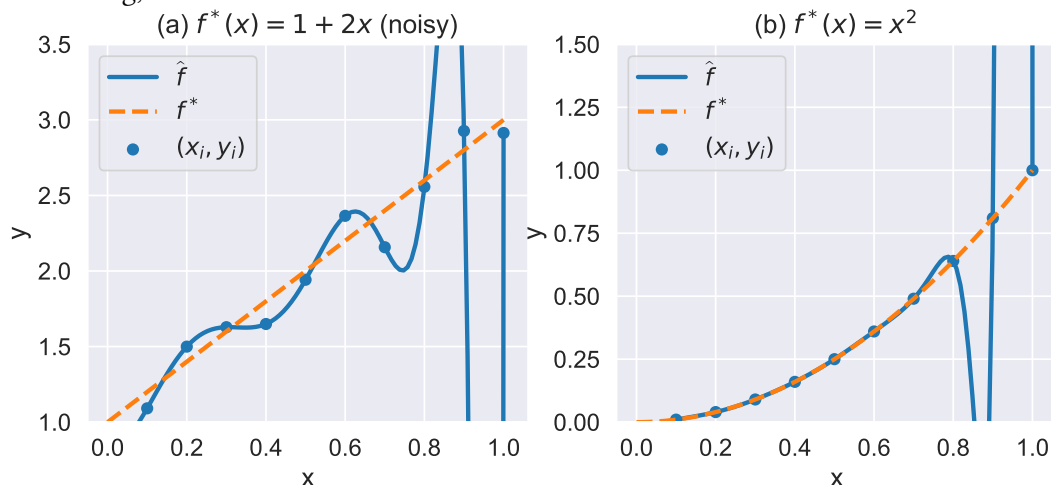 (a) f*(x) = 1 + 2x (noisy)
3.5
3.0
2.5
2.0
1.5
1.0
y
f̂
f*
(xᵢ, yᵢ)
0.0 0.2 0.4 0.6 0.8 1.0
x
(b) f*(x) = x²
1.50
1.25
1.00
0.75
0.50
0.25
0.00
y
f̂
f*
(xᵢ, yᵢ)
0.0 0.2 0.4 0.6 0.8 1.0
x